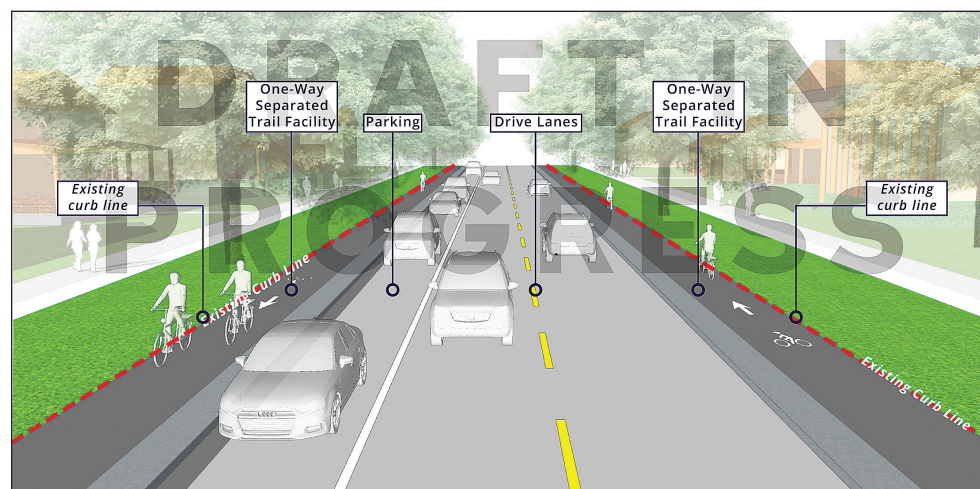 DRAFT IN
PROGRESS
One-Way
Separated
Trail Facility
Parking
Drive Lanes
One-Way
Separated
Trail Facility
Existing
curb line
Existing
curb line
Existing Curb Line
Existing Curb Line